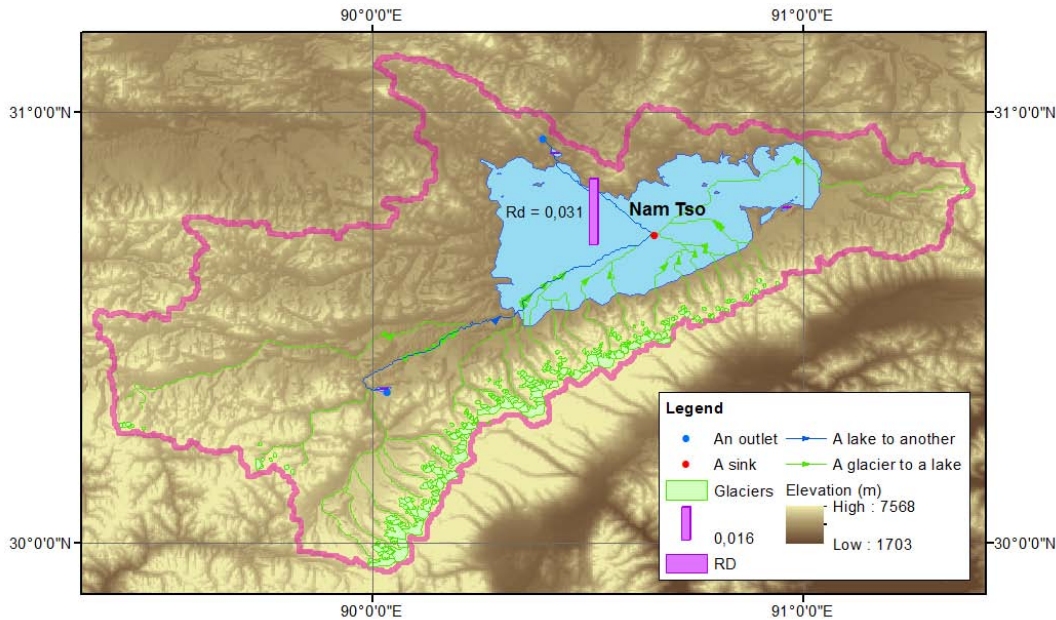 90°0'0"E
91°0'0"E
31°0'0"N
31°0'0"N
Rd = 0,031
Nam Tso
Legend
An outlet
A lake to another
A sink
A glacier to a lake
Glaciers
Elevation (m)
High : 7568
0,016
Low : 1703
RD
30°0'0"N
30°0'0"N
90°0'0"E
91°0'0"E